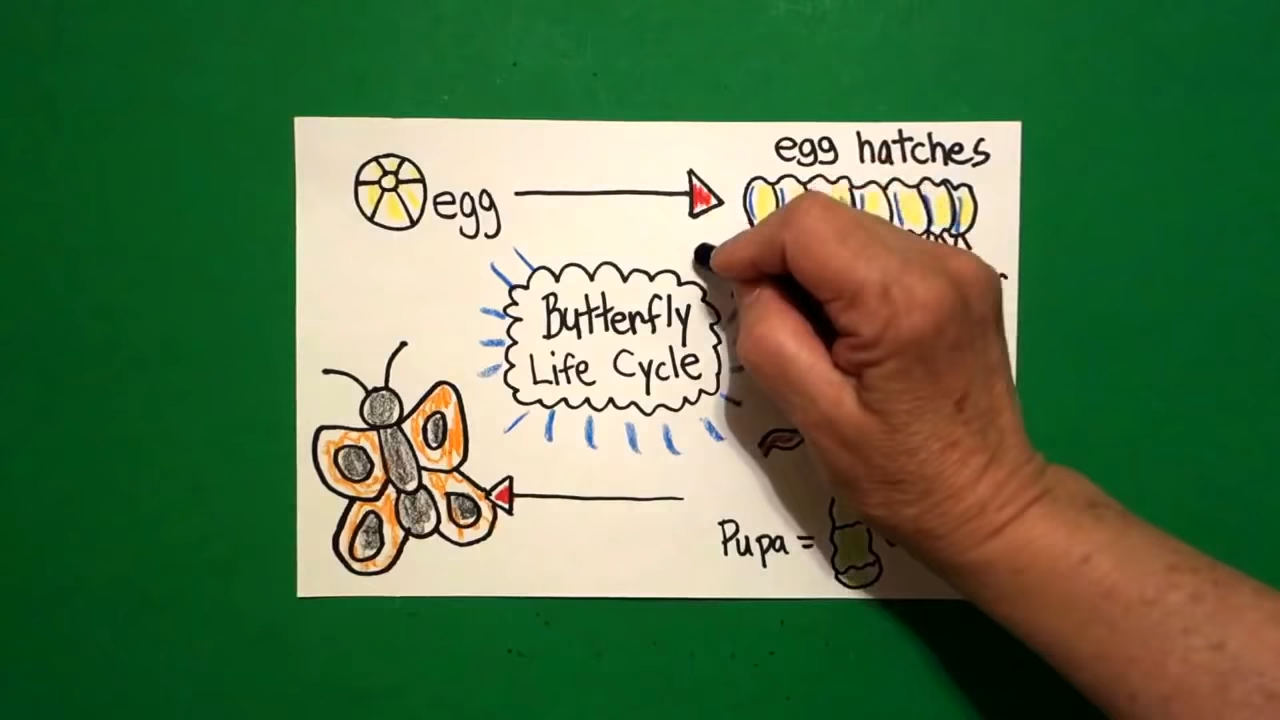 egg hatches
egg
Butterfly
Life Cycle
Pupa =